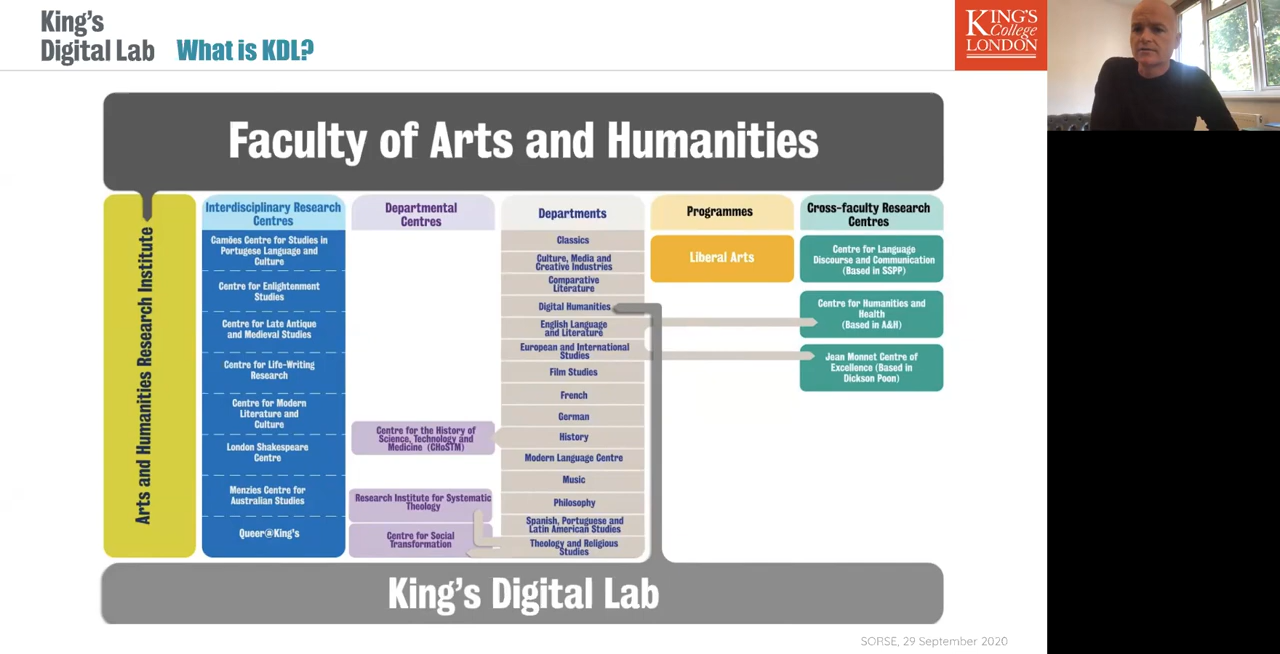 King's
Digital Lab
What is KDL?
KING'S
College
LONDON
Faculty of Arts and Humanities
Arts and Humanities Research Institute
Interdisciplinary Research
Centres
Camões Centre for Studies in
Portugese Language and
Culture
Centre for Enlightenment
Studies
Centre for Late Antique
and Medieval Studies
Centre for Life-Writing
Research
Centre for Modern
Literature and
Culture
London Shakespeare
Centre
Menzies Centre for
Australian Studies
Queer@King's
Departmental
Centres
Centre for the History of
Science, Technology and
Medicine (CHoSTM)
Research Institute for Systematic
Theology
Centre for Social
Transformation
Departments
Classics
Culture, Media and
Creative Industries
Comparative
Literature
Digital Humanities
English Language
and Literature
European and International
Studies
Film Studies
French
German
History
Modern Language Centre
Music
Philosophy
Spanish, Portuguese and
Latin American Studies
Theology and Religious
Studies
Programmes
Liberal Arts
Cross-faculty Research
Centres
Centre for Language
Discourse and Communication
(Based in SSPP)
Centre for Humanities and
Health
(Based in A&H)
Jean Monnet Centre of
Excellence (Based in
Dickson Poon)
King's Digital Lab
SORSE, 29 September 2020